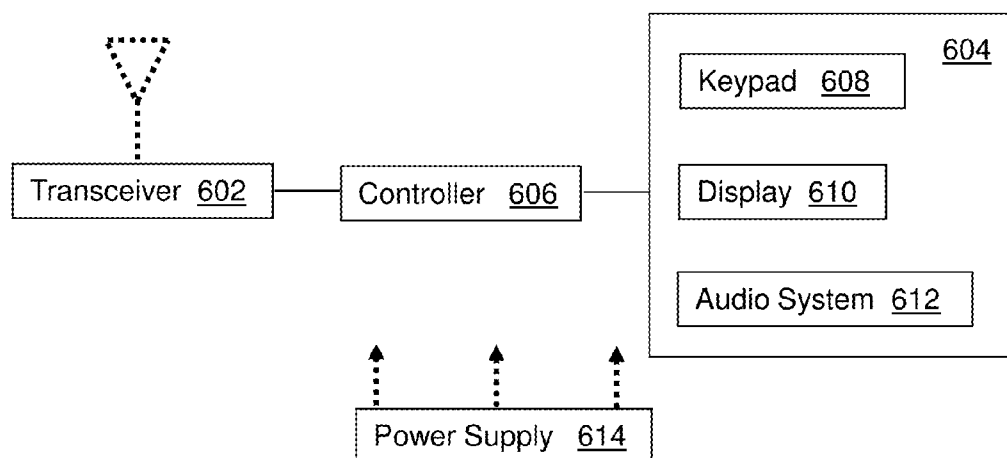 604
Keypad 608
Transceiver 602
Controller 606
Display 610
Audio System 612
Power Supply 614